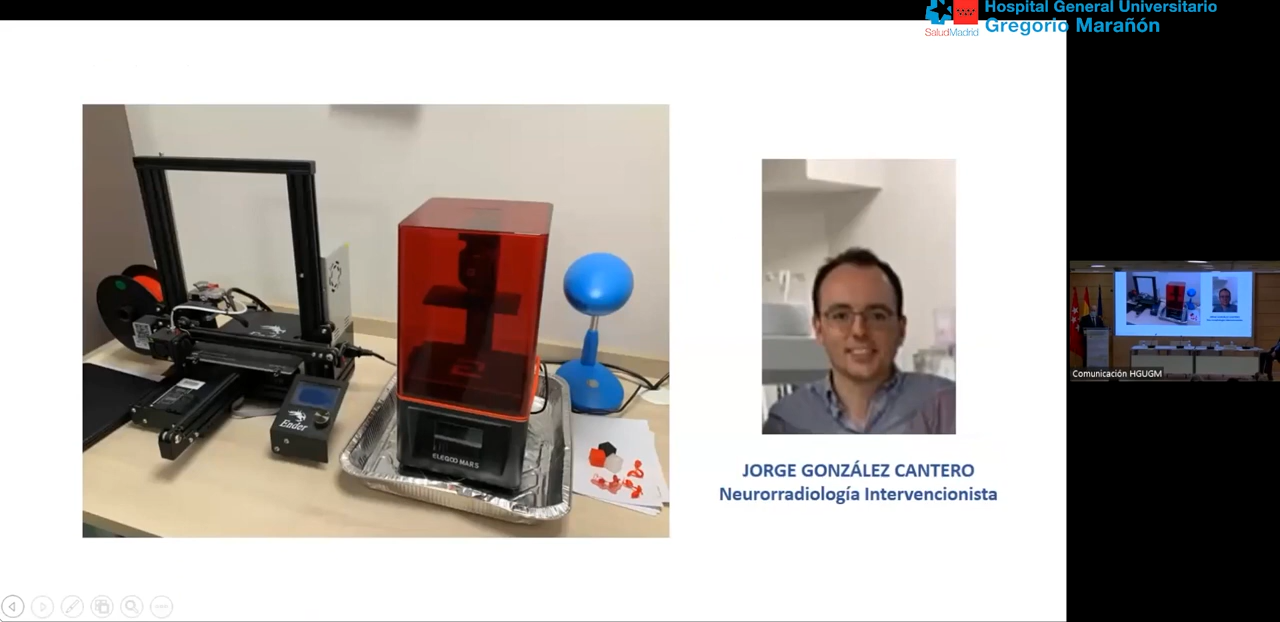 Hospital General Universitario
Gregorio Marañón
SaludMadrid
Ender
ELEGOO MARS
JORGE GONZÁLEZ CANTERO
Neurorradiología Intervencionista
Comunicación HGUGM